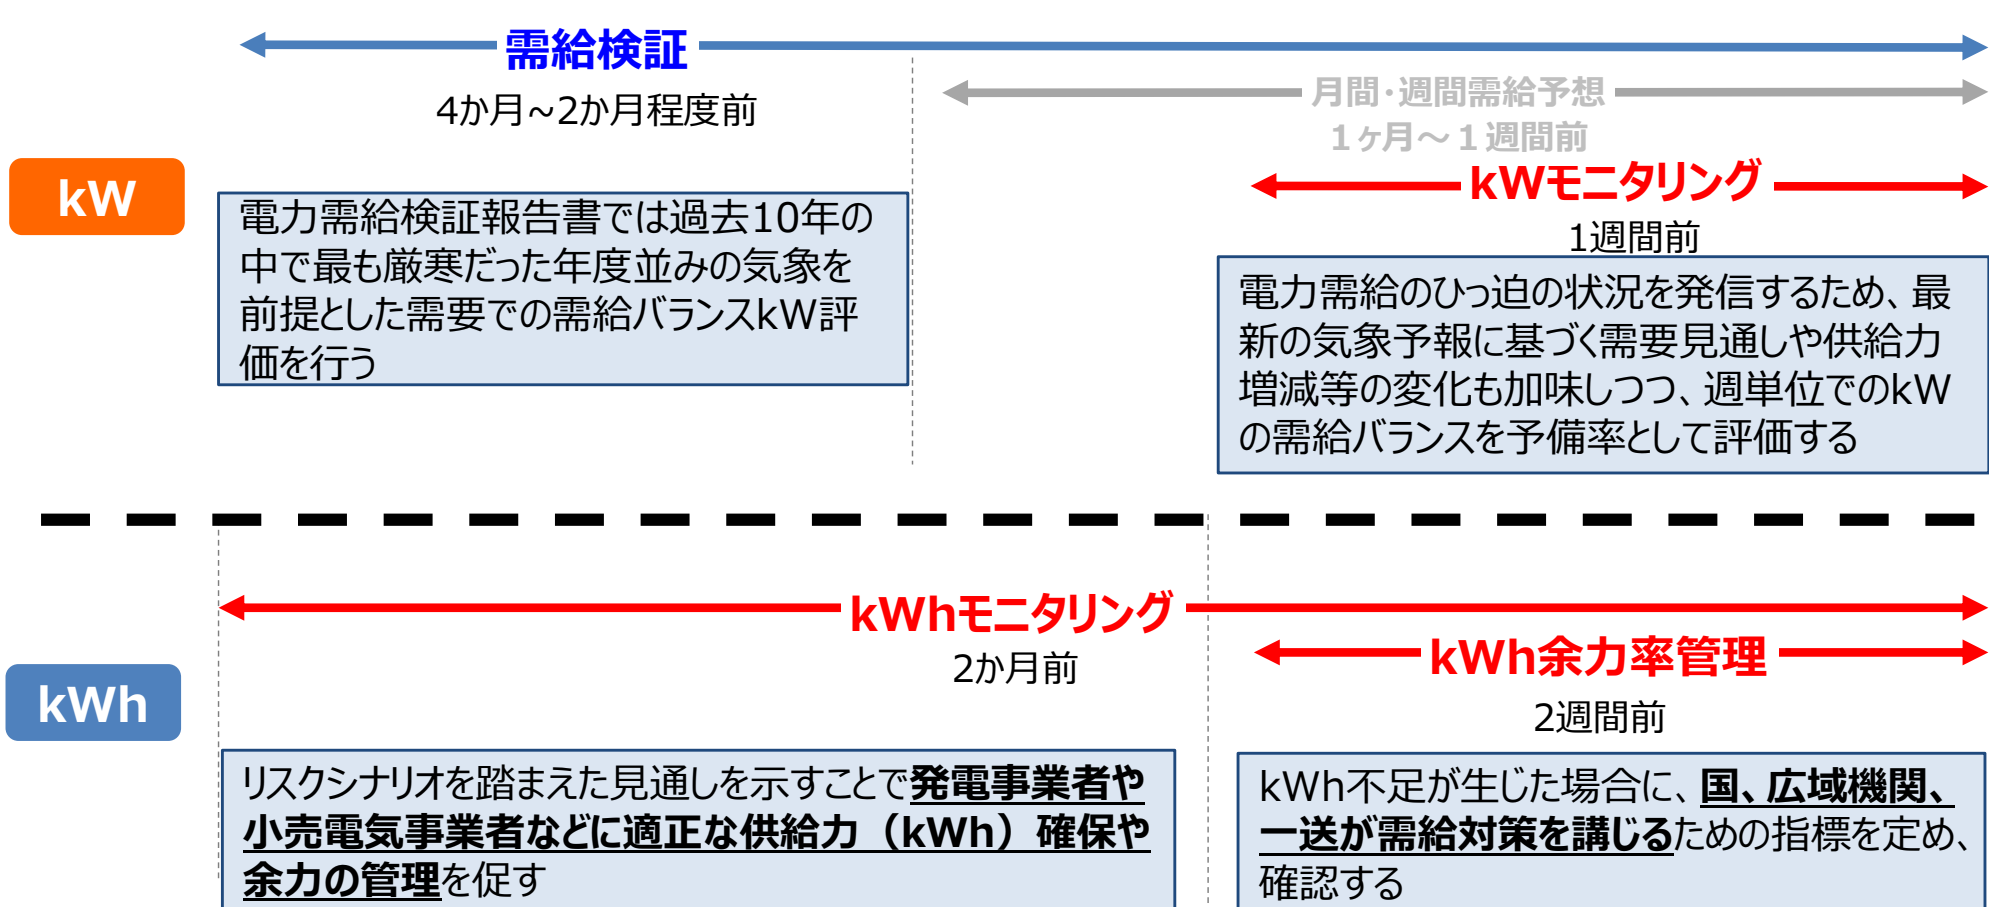 需給検証
4か月~2か月程度前
月間･週間需給予想
1ヶ月～1週間前
kW
kWモニタリング
1週間前
電力需給検証報告書では過去10年の
中で最も厳寒だった年度並みの気象を
前提とした需要での需給バランスkW評
価を行う
電力需給のひっ迫の状況を発信するため、最
新の気象予報に基づく需要見通しや供給力
増減等の変化も加味しつつ、週単位でのkW
の需給バランスを予備率として評価する
kWhモニタリング
2か月前
kWh余力率管理
2週間前
kWh
リスクシナリオを踏まえた見通しを示すことで発電事業者や
小売電気事業者などに適正な供給力（kWh）確保や
余力の管理を促す
kWh不足が生じた場合に、国、広域機関、
一送が需給対策を講じるための指標を定め、
確認する